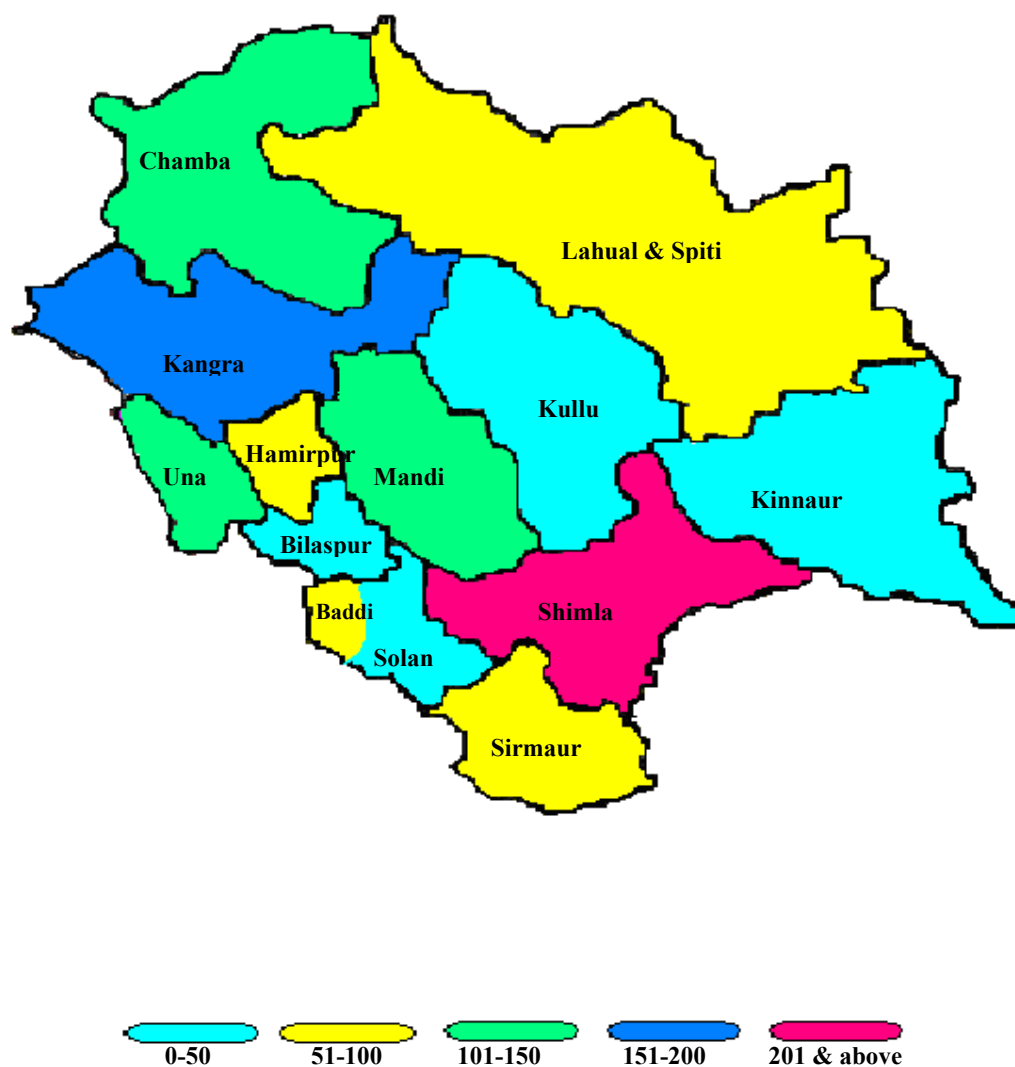 Chamba
Lahual & Spiti
Kangra
Kullu
Hamirpur
Una
Mandi
Kinnaur
Bilaspur
Baddi
Shimla
Solan
Sirmaur
0-50
51-100
101-150
151-200
201 & above